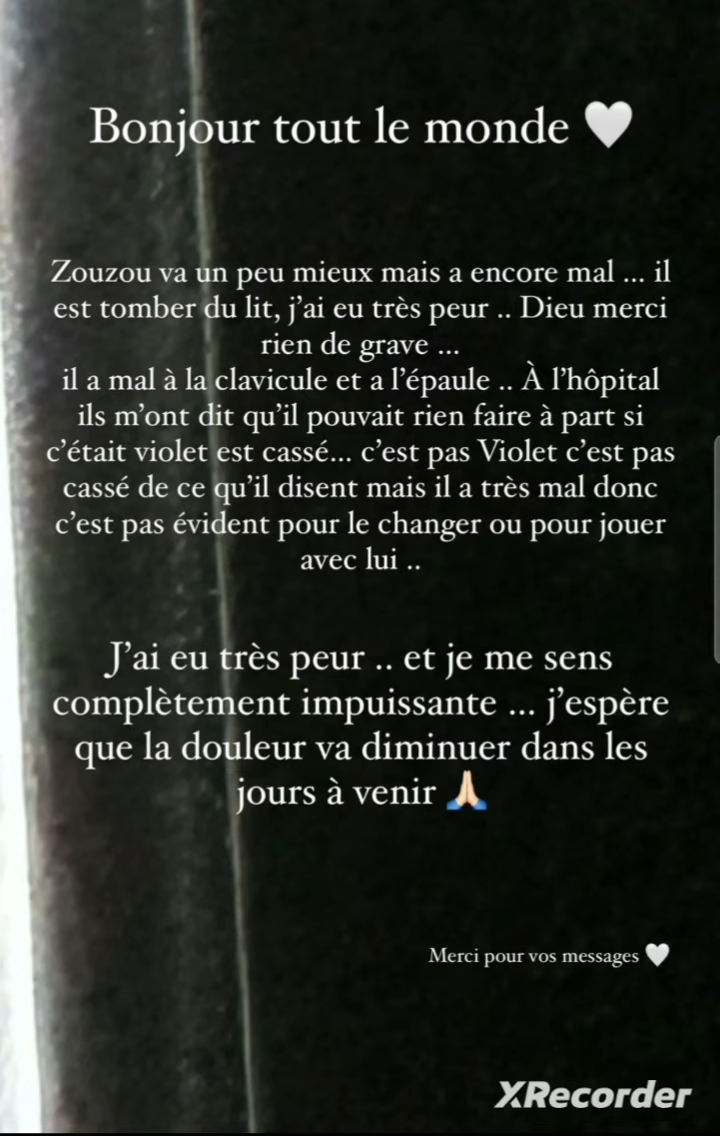 Bonjour tout le monde 🤍
Zouzou va un peu mieux mais a encore mal ... il
est tomber du lit, j'ai eu très peur .. Dieu merci
rien de grave ...
il a mal à la clavicule et a l'épaule .. À l'hôpital
ils m'ont dit qu'il pouvait rien faire à part si
c'était violet est cassé... c'est pas Violet c'est pas
cassé de ce qu'il disent mais il a très mal donc
c'est pas évident pour le changer ou pour jouer
avec lui ..
J'ai eu très peur .. et je me sens
complètement impuissante ... j'espère
que la douleur va diminuer dans les
jours à venir 🙏🏻
Merci pour vos messages 🤍
XRecorder